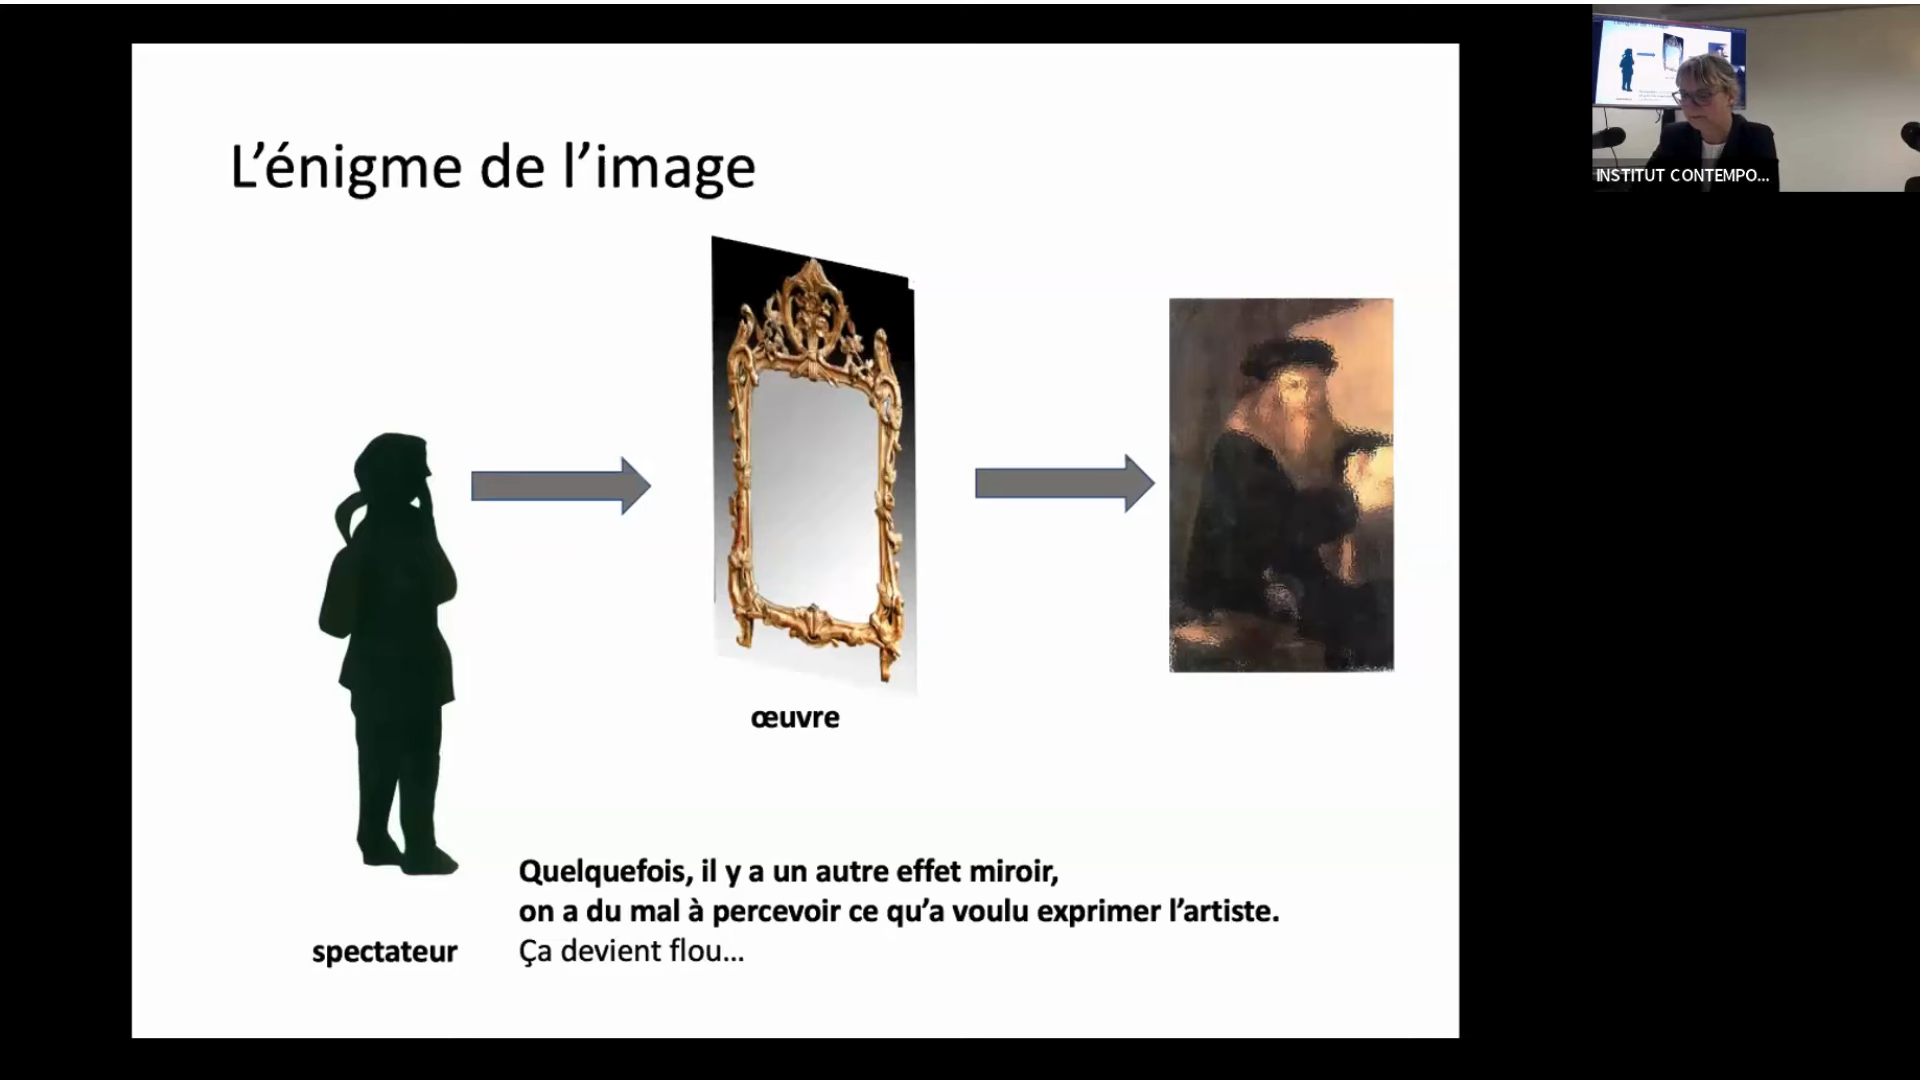 L’énigme de l’image
œuvre
Quelquefois, il y a un autre effet miroir,
on a du mal à percevoir ce qu’a voulu exprimer l’artiste.
Ça devient flou...
spectateur
INSTITUT CONTEMPO...